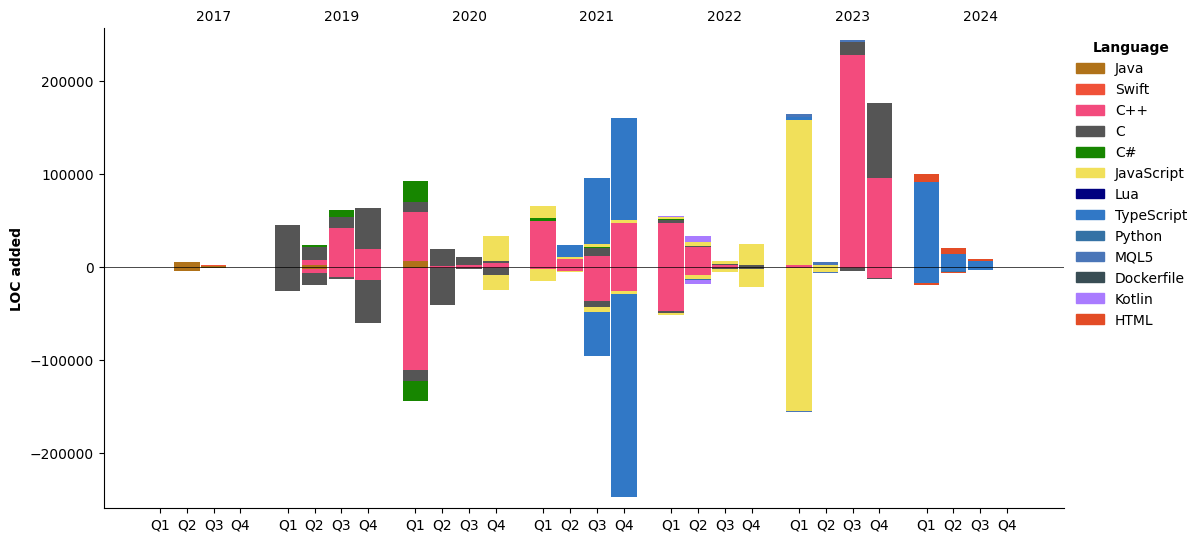 2017 2019 2020 2021 2022 2023 2024
LOC added
200000
100000
0
−100000
−200000
Q1 Q2 Q3 Q4 Q1 Q2 Q3 Q4 Q1 Q2 Q3 Q4 Q1 Q2 Q3 Q4 Q1 Q2 Q3 Q4 Q1 Q2 Q3 Q4 Q1 Q2 Q3 Q4
Language
Java
Swift
C++
C
C#
JavaScript
Lua
TypeScript
Python
MQL5
Dockerfile
Kotlin
HTML